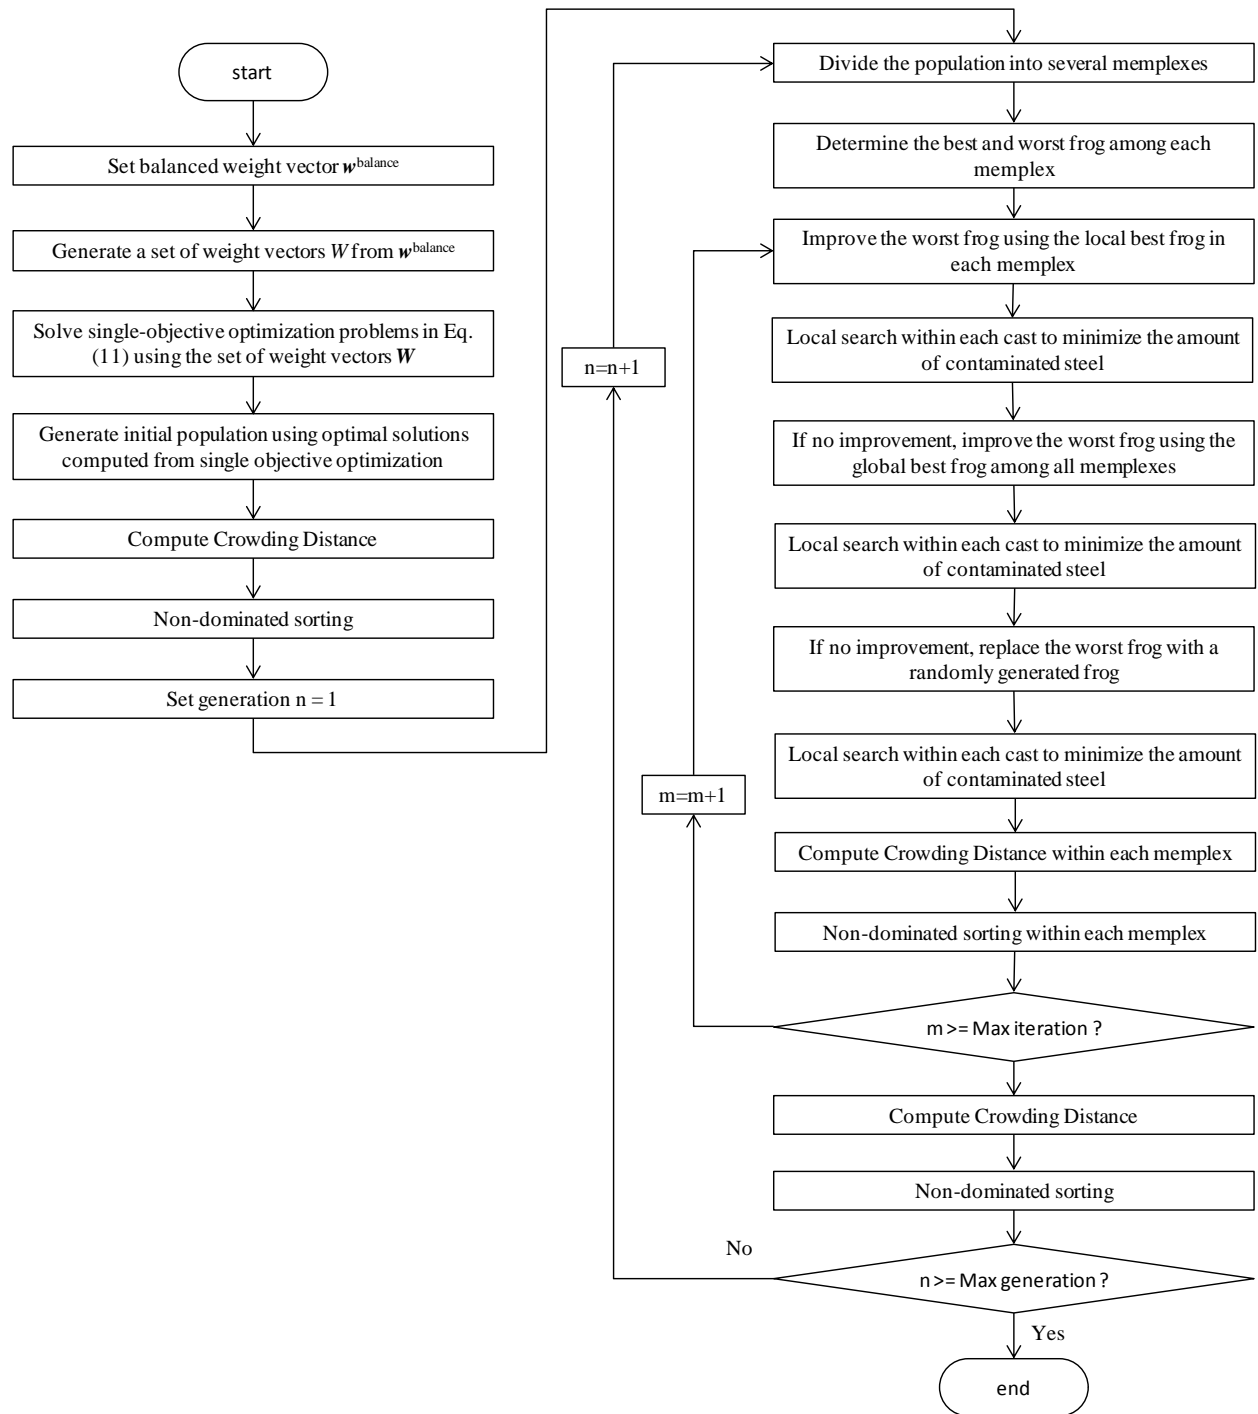 start
Set balanced weight vector w^balance
Generate a set of weight vectors W from w^balance
Solve single-objective optimization problems in Eq.
(11) using the set of weight vectors W
Generate initial population using optimal solutions
computed from single objective optimization
Compute Crowding Distance
Non-dominated sorting
Set generation n = 1
Divide the population into several memplexes
Determine the best and worst frog among each
memplex
Improve the worst frog using the local best frog in
each memplex
Local search within each cast to minimize the amount
of contaminated steel
n=n+1
If no improvement, improve the worst frog using the
global best frog among all memplexes
Local search within each cast to minimize the amount
of contaminated steel
If no improvement, replace the worst frog with a
randomly generated frog
Local search within each cast to minimize the amount
of contaminated steel
m=m+1
Compute Crowding Distance within each memplex
Non-dominated sorting within each memplex
m >= Max iteration ?
Compute Crowding Distance
Non-dominated sorting
No
n >= Max generation ?
Yes
end